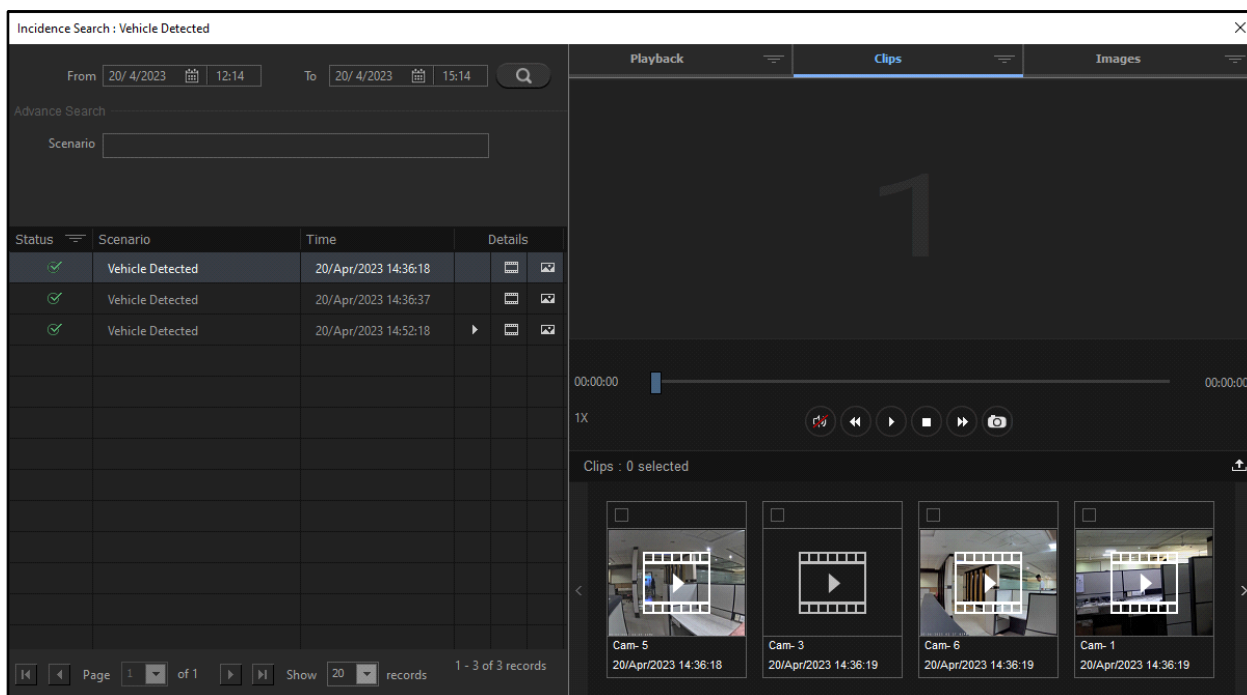 Incidence Search : Vehicle Detected
From 20/ 4/2023 12:14 To 20/ 4/2023 15:14
Advance Search
Scenario
Status Scenario Time Details
Vehicle Detected 20/Apr/2023 14:36:18
Vehicle Detected 20/Apr/2023 14:36:37
Vehicle Detected 20/Apr/2023 14:52:18
Page 1 of 1 Show 20 records 1 - 3 of 3 records
Playback Clips Images
1
00:00:00 00:00:00
1X
Clips : 0 selected
Cam- 5
20/Apr/2023 14:36:18
Cam- 3
20/Apr/2023 14:36:19
Cam- 6
20/Apr/2023 14:36:19
Cam- 1
20/Apr/2023 14:36:19